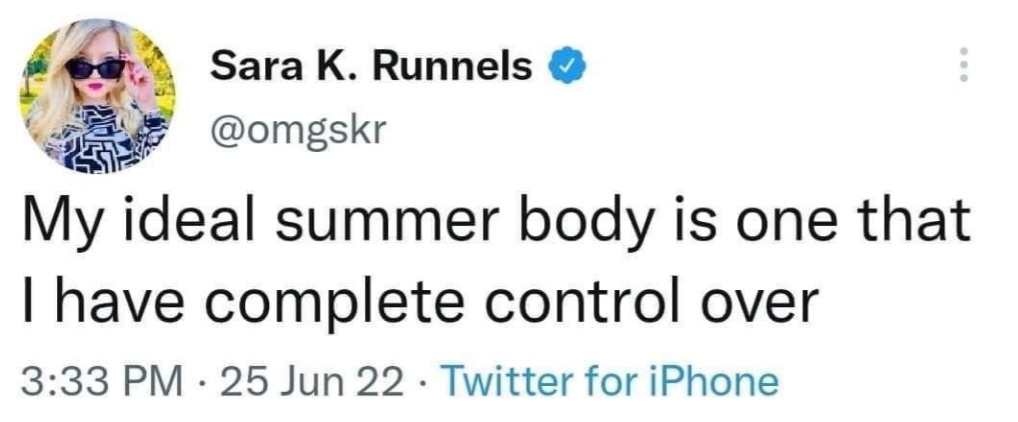 Sara K. Runnels
@omgskr
My ideal summer body is one that
I have complete control over
3:33 PM · 25 Jun 22 · Twitter for iPhone